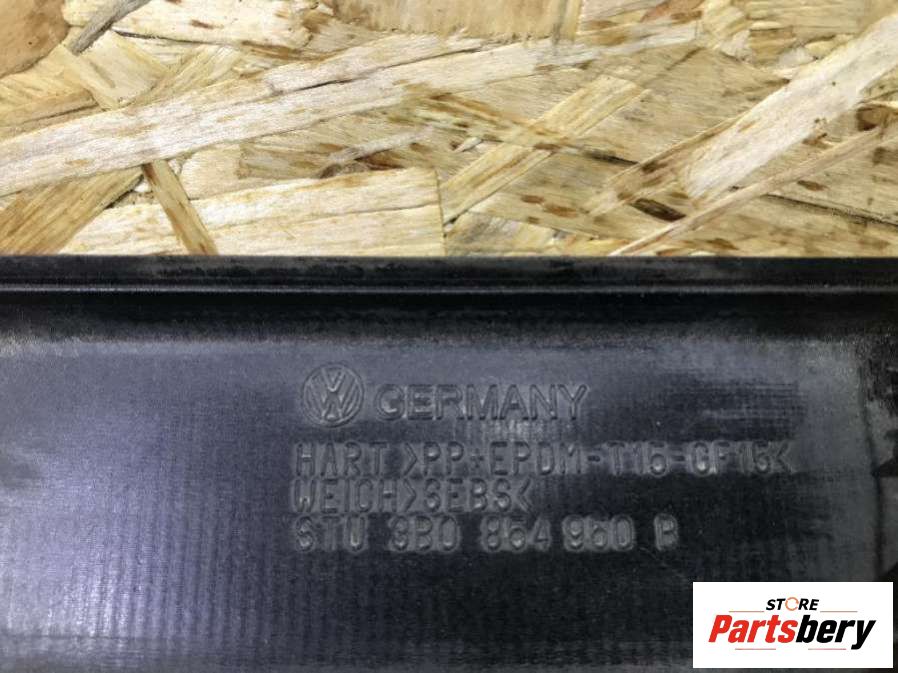 GERMANY
HART >PP+EPDM-T15-GF15<
WEICH>SEBS<
STU 3B0 864 960 B
STORE
Partsbery